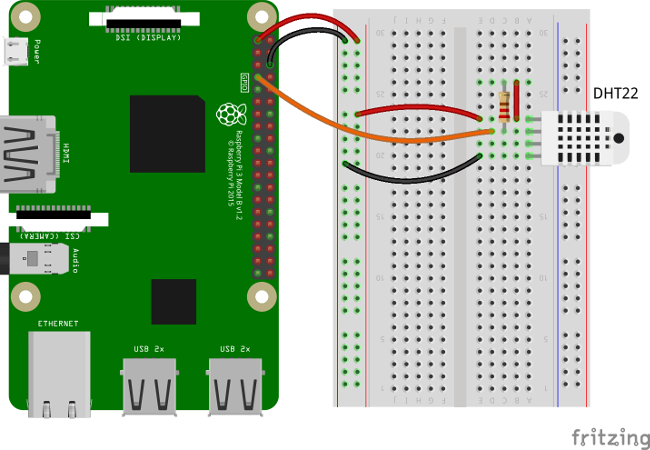 DSI (DISPLAY)
Power
HDMI
GPIO
Raspberry Pi 3 Model B v1.2
© Raspberry Pi 2015
CSI (CAMERA)
Audio
ETHERNET
USB 2x
USB 2x
J I H G F E D C B A
30 30
25 25
20 20
15 15
10 10
5 5
1 1
J I H G F E D C B A
DHT22
fritzing